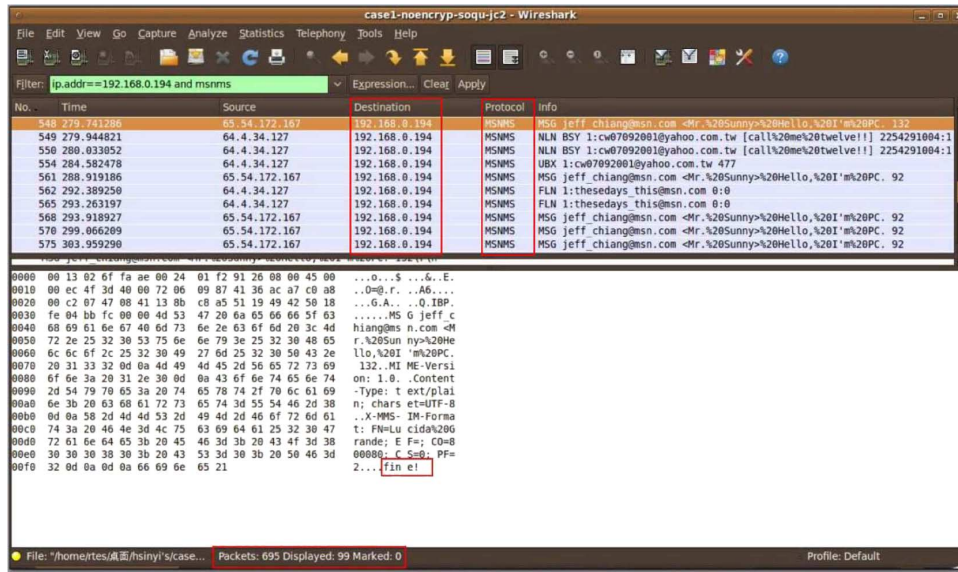 case1-noencryp-soqu-jc2 - Wireshark
File Edit View Go Capture Analyze Statistics Telephony Tools Help
Filter: ip.addr==192.168.0.194 and msnms Expression... Clear Apply
No. . Time Source Destination Protocol Info
548 279.741286 65.54.172.167 192.168.0.194 MSNMS MSG jeff_chiang@msn.com <Mr.%20Sunny>%20Hello,%20I'm%20PC. 132
549 279.944821 64.4.34.127 192.168.0.194 MSNMS NLN BSY 1:cw07092001@yahoo.com.tw [call%20me%20twelve!!] 2254291004:1
550 280.033052 64.4.34.127 192.168.0.194 MSNMS NLN BSY 1:cw07092001@yahoo.com.tw [call%20me%20twelve!!] 2254291004:1
554 284.582478 64.4.34.127 192.168.0.194 MSNMS UBX 1:cw07092001@yahoo.com.tw 477
561 288.919186 65.54.172.167 192.168.0.194 MSNMS MSG jeff_chiang@msn.com <Mr.%20Sunny>%20Hello,%20I'm%20PC. 92
562 292.389250 64.4.34.127 192.168.0.194 MSNMS FLN 1:thesedays_this@msn.com 0:0
565 293.263197 64.4.34.127 192.168.0.194 MSNMS FLN 1:thesedays_this@msn.com 0:0
568 293.918927 65.54.172.167 192.168.0.194 MSNMS MSG jeff_chiang@msn.com <Mr.%20Sunny>%20Hello,%20I'm%20PC. 92
570 299.066209 65.54.172.167 192.168.0.194 MSNMS MSG jeff_chiang@msn.com <Mr.%20Sunny>%20Hello,%20I'm%20PC. 92
575 303.959290 65.54.172.167 192.168.0.194 MSNMS MSG jeff_chiang@msn.com <Mr.%20Sunny>%20Hello,%20I'm%20PC. 92
0000 00 13 02 6f fa ae 00 24 01 f2 91 26 08 00 45 00 ...o...$ ...&..E.
0010 00 ec 4f 3d 40 00 72 06 09 87 41 36 ac a7 c0 a8 ..O=@.r. ..A6....
0020 00 c2 07 47 08 41 13 8b c8 a5 51 19 49 42 50 18 ...G.A.. ..Q.IBP.
0030 fe 04 bb fc 00 00 4d 53 47 20 6a 65 66 66 5f 63 ......MS G jeff_c
0040 68 69 61 6e 67 40 6d 73 6e 2e 63 6f 6d 20 3c 4d hiang@ms n.com <M
0050 72 2e 25 32 30 53 75 6e 6e 79 3e 25 32 30 48 65 r.%20Sun ny>%20He
0060 6c 6c 6f 2c 25 32 30 49 27 6d 25 32 30 50 43 2e llo,%20I 'm%20PC.
0070 20 31 33 32 0d 0a 4d 49 4d 45 2d 56 65 72 73 69 132..MI ME-Versi
0080 6f 6e 3a 20 31 2e 30 0d 0a 43 6f 6e 74 65 6e 74 on: 1.0. .Content
0090 2d 54 79 70 65 3a 20 74 65 78 74 2f 70 6c 61 69 -Type: t ext/plai
00a0 6e 3b 20 63 68 61 72 73 65 74 3d 55 54 46 2d 38 n; chars et=UTF-8
00b0 0d 0a 58 2d 4d 4d 53 2d 49 4d 2d 46 6f 72 6d 61 ..X-MMS- IM-Forma
00c0 74 3a 20 46 4e 3d 4c 75 63 69 64 61 25 32 30 47 t: FN=Lu cida%20G
00d0 72 61 6e 64 65 3b 20 45 46 3d 3b 20 43 4f 3d 38 rande; E F=; CO=8
00e0 30 30 30 38 30 3b 20 43 53 3d 30 3b 20 50 46 3d 00080; C S=0; PF=
00f0 32 0d 0a 0d 0a 66 69 6e 65 21 2....fin e!
File: "/home/rtes/桌面/hsinyi's/case... Packets: 695 Displayed: 99 Marked: 0 Profile: Default